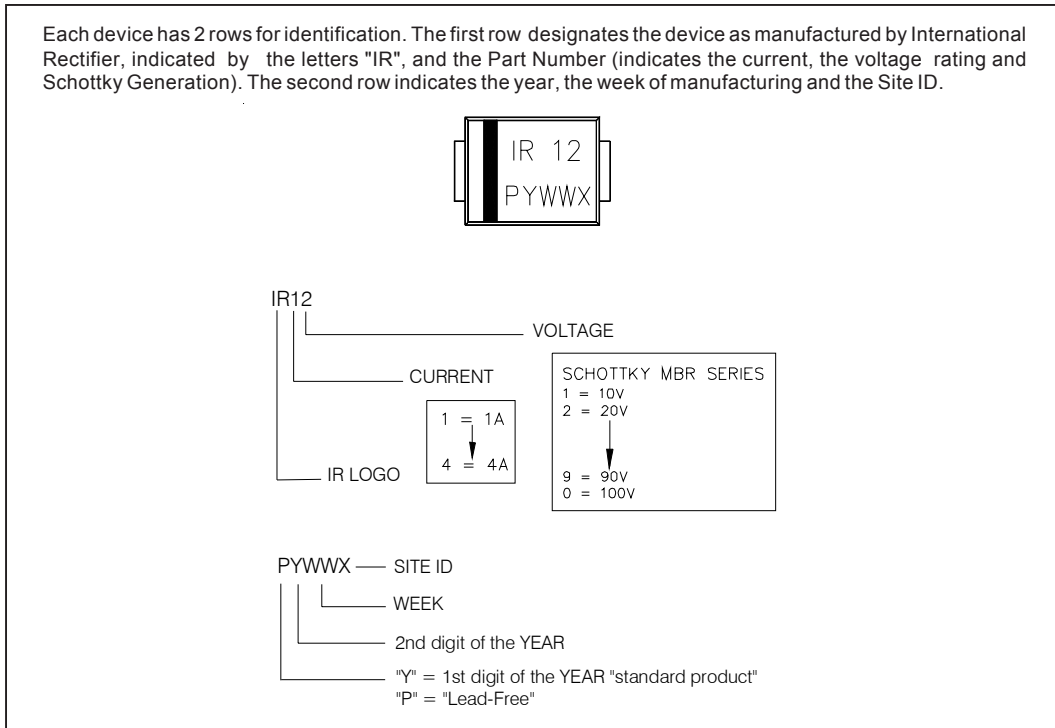 Each device has 2 rows for identification. The first row designates the device as manufactured by International
Rectifier, indicated by the letters "IR", and the Part Number (indicates the current, the voltage rating and
Schottky Generation). The second row indicates the year, the week of manufacturing and the Site ID.
IR 12
PYWWX
IR12
VOLTAGE
CURRENT
1 = 1A
4 = 4A
SCHOTTKY MBR SERIES
1 = 10V
2 = 20V
9 = 90V
0 = 100V
IR LOGO
PYWWX
SITE ID
WEEK
2nd digit of the YEAR
"Y" = 1st digit of the YEAR "standard product"
"P" = "Lead-Free"